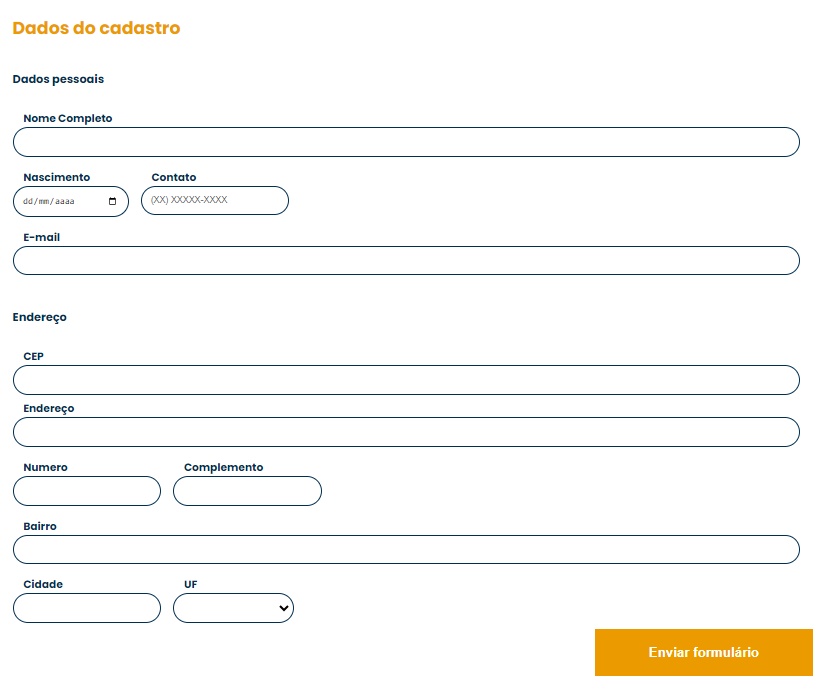 Dados do cadastro
Dados pessoais
Nome Completo
Nascimento Contato
dd/mm/aaaa (XX) XXXXX-XXXX
E-mail
Endereço
CEP
Endereço
Numero Complemento
Bairro
Cidade UF
Enviar formulário